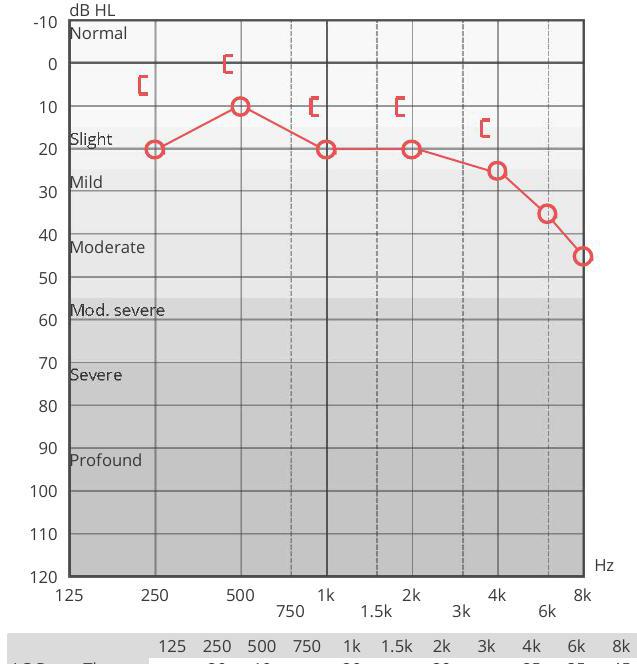 dB HL
-10
Normal
0
10
Slight
20
Mild
30
40
Moderate
50
Mod. severe
60
70
Severe
80
90
Profound
100
110
120
Hz
125 250 500 1k 2k 4k 8k
750 1.5k 3k 6k
125 250 500 750 1k 1.5k 2k 3k 4k 6k 8k